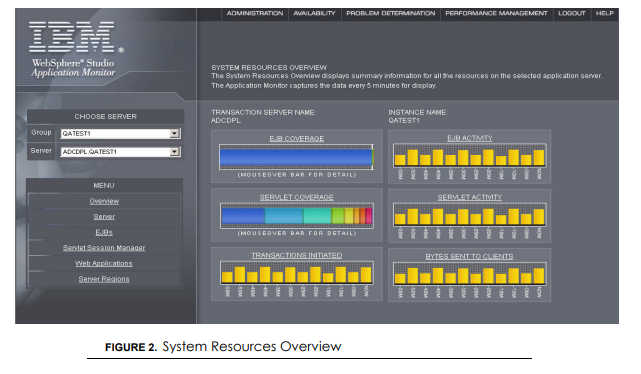 ADMINISTRATION AVAILABILITY PROBLEM DETERMINATION PERFORMANCE MANAGEMENT LOGOUT HELP
IBM®
WebSphere® Studio
Application Monitor
SYSTEM RESOURCES OVERVIEW
The System Resources Overview displays summary information for all the resources on the selected application server.
The Application Monitor captures the data every 5 minutes for display.
CHOOSE SERVER
Group QATEST1
Server ADCDPL.QATEST1
MENU
Overview
Server
EJBs
Servlet Session Manager
Web Applications
Server Regions
TRANSACTION SERVER NAME:
ADCDPL
INSTANCE NAME:
QATEST1
EJB COVERAGE
(MOUSEOVER BAR FOR DETAIL)
EJB ACTIVITY
SERVLET COVERAGE
(MOUSEOVER BAR FOR DETAIL)
SERVLET ACTIVITY
TRANSACTIONS INITIATED
BYTES SENT TO CLIENTS
FIGURE 2. System Resources Overview